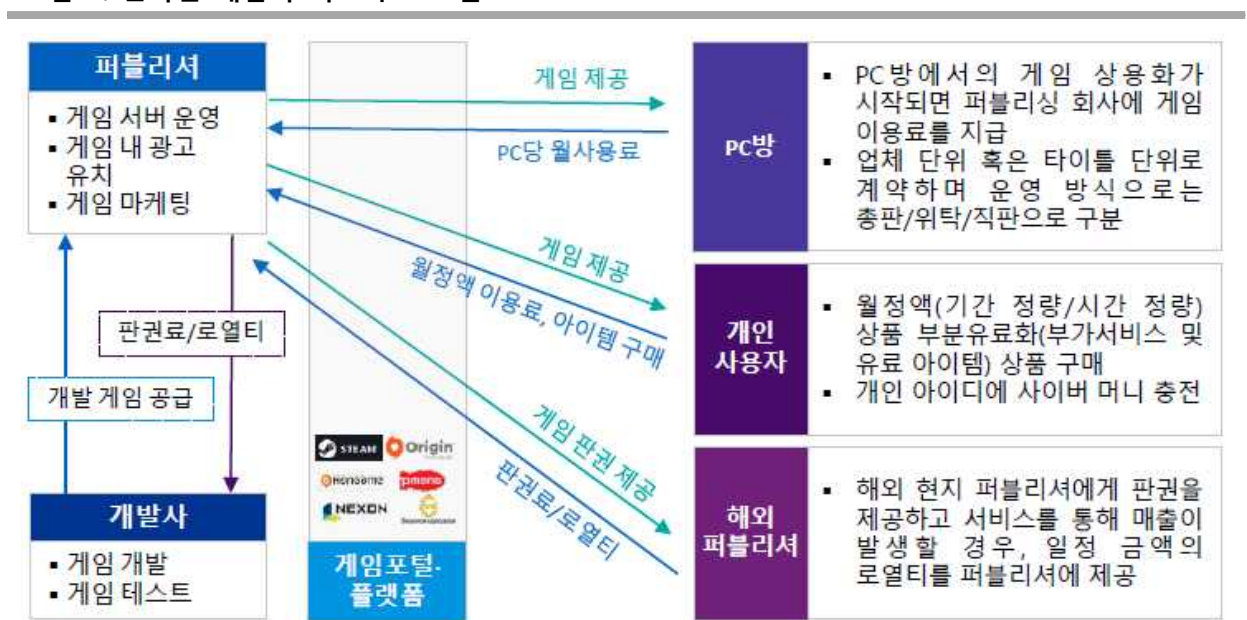 퍼블리셔
▪ 게임 서버 운영
▪ 게임 내 광고
유치
▪ 게임 마케팅
판권료/로열티
개발 게임 공급
개발사
▪ 게임 개발
▪ 게임 테스트
게임 제공
PC당 월사용료
게임 제공
월정액 이용료, 아이템 구매
게임 판권 제공
판권료/로열티
STEAM
Origin
pmang
NEXON
게임포털·
플랫폼
PC방
▪ PC방에서의 게임 상용화가
시작되면 퍼블리싱 회사에 게임
이용료를 지급
▪ 업체 단위 혹은 타이틀 단위로
계약하며 운영 방식으로는
총판/위탁/직판으로 구분
개인
사용자
▪ 월정액(기간 정량/시간 정량)
상품 부분유료화(부가서비스 및
유료 아이템) 상품 구매
▪ 개인 아이디에 사이버 머니 충전
해외
퍼블리셔
▪ 해외 현지 퍼블리셔에게 판권을
제공하고 서비스를 통해 매출이
발생할 경우, 일정 금액의
로열티를 퍼블리셔에 제공